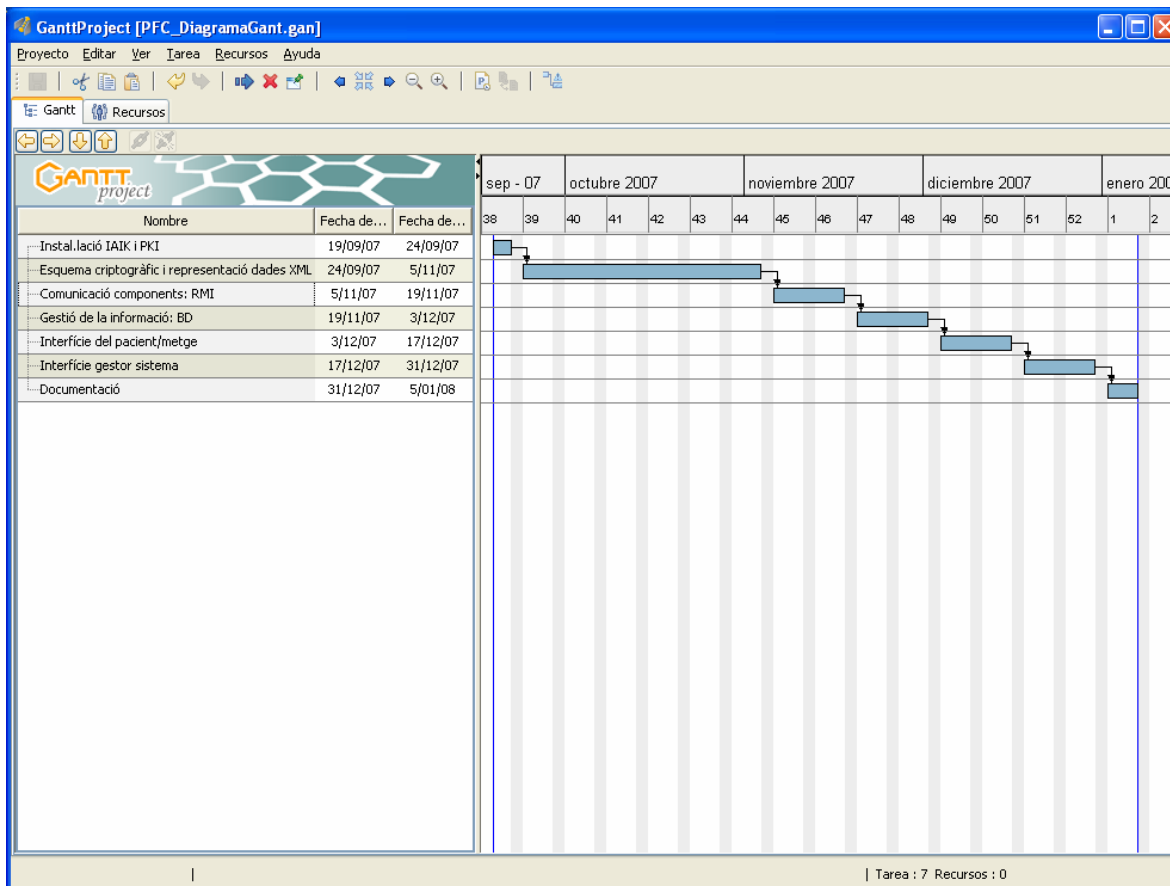 GanttProject [PFC_DiagramaGant.gan]
Proyecto Editar Ver Tarea Recursos Ayuda
Gantt Recursos
GANTT project
sep - 07 octubre 2007 noviembre 2007 diciembre 2007 enero 200
Nombre Fecha de... Fecha de... 38 39 40 41 42 43 44 45 46 47 48 49 50 51 52 1 2
Instal.lació IAIK i PKI 19/09/07 24/09/07
Esquema criptogràfic i representació dades XML 24/09/07 5/11/07
Comunicació components: RMI 5/11/07 19/11/07
Gestió de la informació: BD 19/11/07 3/12/07
Interfície del pacient/metge 3/12/07 17/12/07
Interfície gestor sistema 17/12/07 31/12/07
Documentació 31/12/07 5/01/08
| | Tarea : 7 Recursos : 0